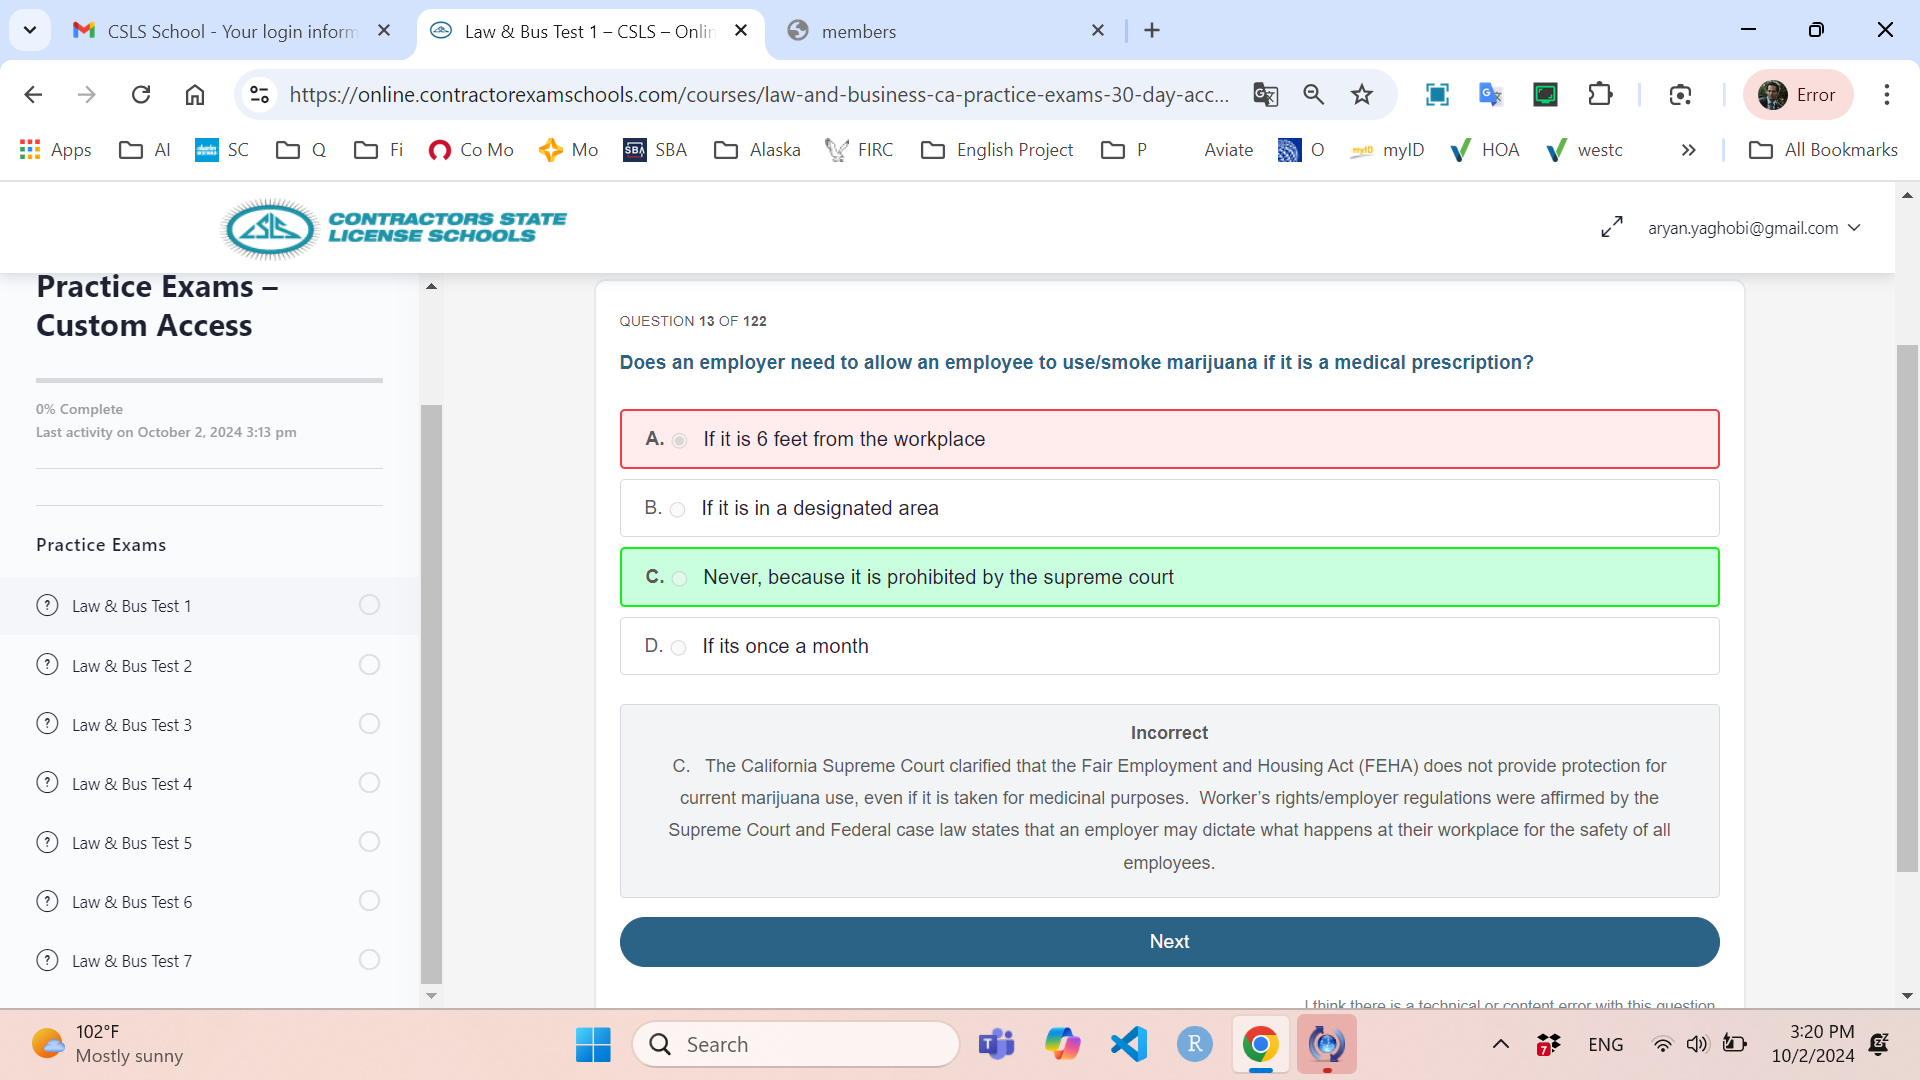 CSLS School - Your login inform
Law & Bus Test 1 – CSLS – Onlin
members
https://online.contractorexamschools.com/courses/law-and-business-ca-practice-exams-30-day-acc...
Error
Apps
AI
SC
Q
Fi
Co Mo
Mo
SBA
SBA
Alaska
FIRC
English Project
P
Aviate
O
myID
myID
HOA
westc
»
All Bookmarks
CSLS
CONTRACTORS STATE
LICENSE SCHOOLS
aryan.yaghobi@gmail.com
Practice Exams –
Custom Access
0% Complete
Last activity on October 2, 2024 3:13 pm
Practice Exams
? Law & Bus Test 1
? Law & Bus Test 2
? Law & Bus Test 3
? Law & Bus Test 4
? Law & Bus Test 5
? Law & Bus Test 6
? Law & Bus Test 7
QUESTION 13 OF 122
Does an employer need to allow an employee to use/smoke marijuana if it is a medical prescription?
A. If it is 6 feet from the workplace
B. If it is in a designated area
C. Never, because it is prohibited by the supreme court
D. If its once a month
Incorrect
C. The California Supreme Court clarified that the Fair Employment and Housing Act (FEHA) does not provide protection for
current marijuana use, even if it is taken for medicinal purposes. Worker’s rights/employer regulations were affirmed by the
Supreme Court and Federal case law states that an employer may dictate what happens at their workplace for the safety of all
employees.
Next
I think there is a technical or content error with this question
102°F
Mostly sunny
Search
R
7
ENG
3:20 PM
10/2/2024